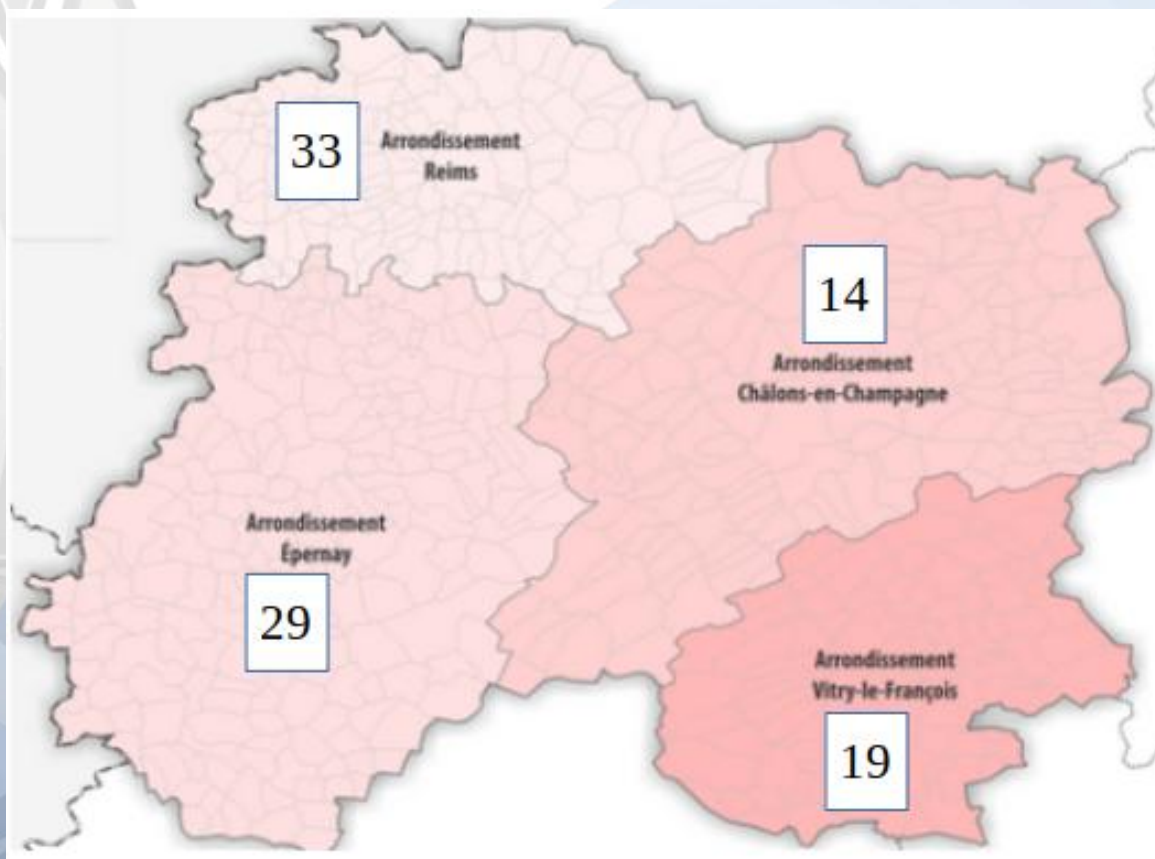 33
Arrondissement
Reims
14
Arrondissement
Châlons-en-Champagne
Arrondissement
Épernay
29
Arrondissement
Vitry-le-François
19